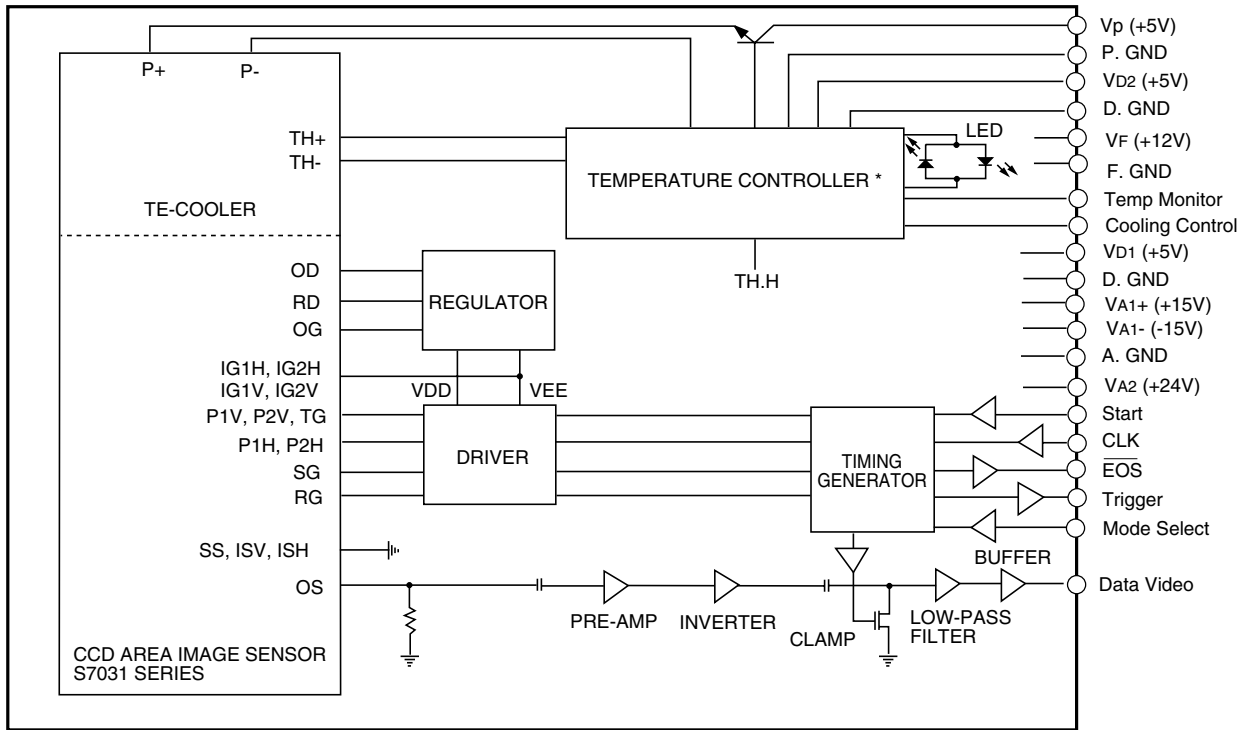 P+
P-
TH+
TH-
TE-COOLER
OD
RD
OG
IG1H, IG2H
IG1V, IG2V
P1V, P2V, TG
P1H, P2H
SG
RG
SS, ISV, ISH
OS
CCD AREA IMAGE SENSOR
S7031 SERIES
TEMPERATURE CONTROLLER *
LED
TH.H
REGULATOR
VDD
VEE
DRIVER
TIMING
GENERATOR
BUFFER
PRE-AMP
INVERTER
CLAMP
LOW-PASS
FILTER
Vp (+5V)
P. GND
VD2 (+5V)
D. GND
VF (+12V)
F. GND
Temp Monitor
Cooling Control
VD1 (+5V)
D. GND
VA1+ (+15V)
VA1- (-15V)
A. GND
VA2 (+24V)
Start
CLK
EOS
Trigger
Mode Select
Data Video